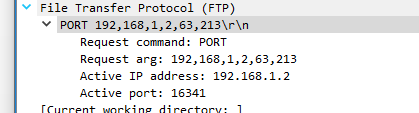 File Transfer Protocol (FTP)
PORT 192,168,1,2,63,213\r\n
Request command: PORT
Request arg: 192,168,1,2,63,213
Active IP address: 192.168.1.2
Active port: 16341
[Current working directory: ]